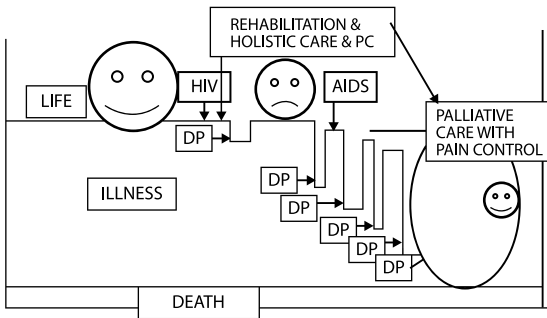 REHABILITATION &
HOLISTIC CARE & PC
LIFE
HIV
AIDS
DP
PALLIATIVE
CARE WITH
PAIN CONTROL
ILLNESS
DP
DP
DP
DP
DP
DEATH